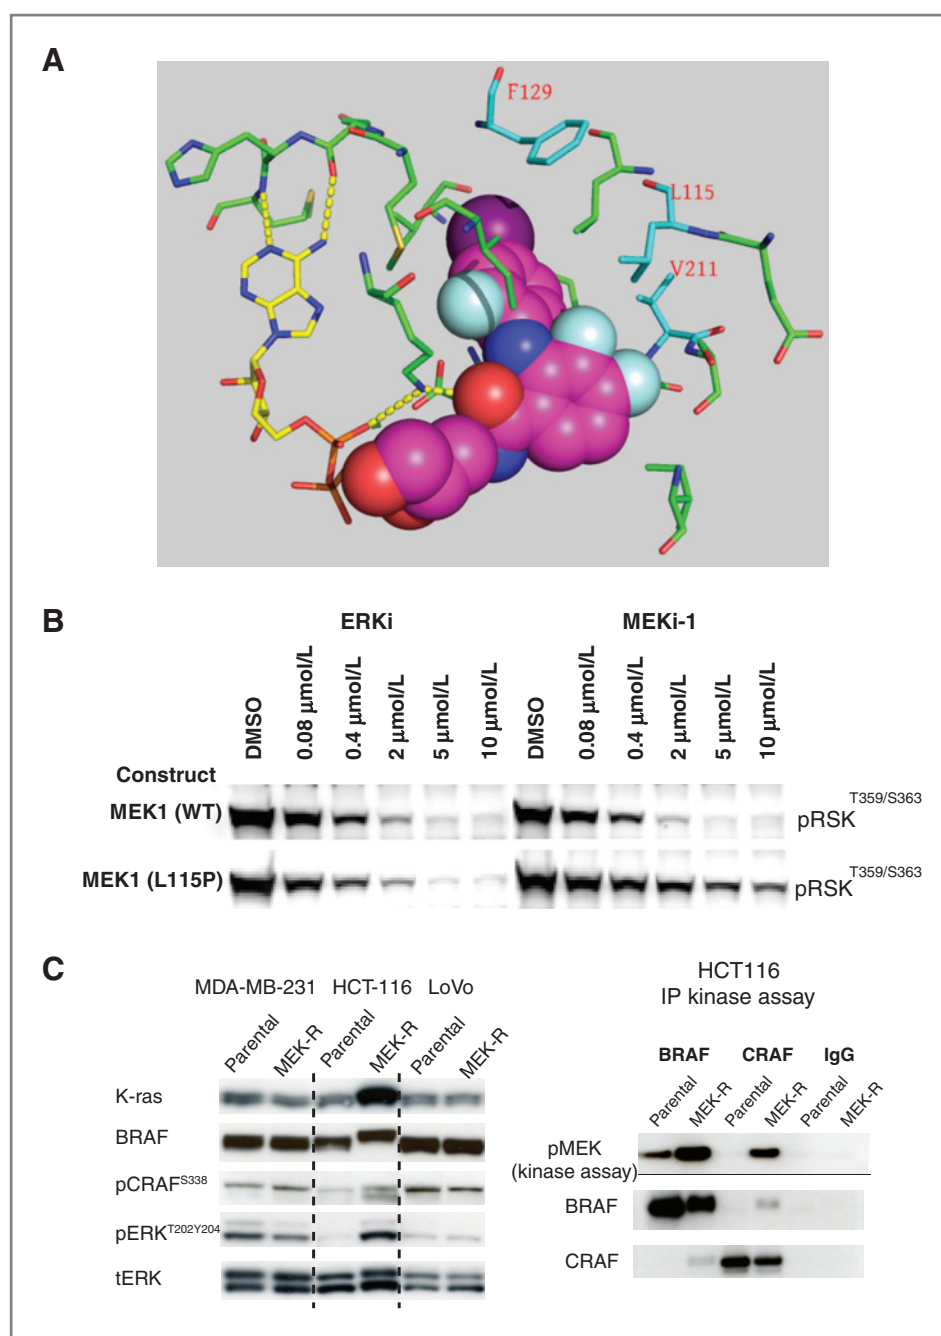 A
F129
L115
V211
B
ERKi
MEKi-1
DMSO
0.08 μmol/L
0.4 μmol/L
2 μmol/L
5 μmol/L
10 μmol/L
DMSO
0.08 μmol/L
0.4 μmol/L
2 μmol/L
5 μmol/L
10 μmol/L
Construct
MEK1 (WT)
pRSK T359/S363
MEK1 (L115P)
pRSK T359/S363
C
MDA-MB-231 HCT-116 LoVo
Parental MEK-R Parental MEK-R Parental MEK-R
K-ras
BRAF
pCRAF S338
pERK T202Y204
tERK
HCT116
IP kinase assay
BRAF CRAF IgG
Parental MEK-R Parental MEK-R Parental MEK-R
pMEK
(kinase assay)
BRAF
CRAF